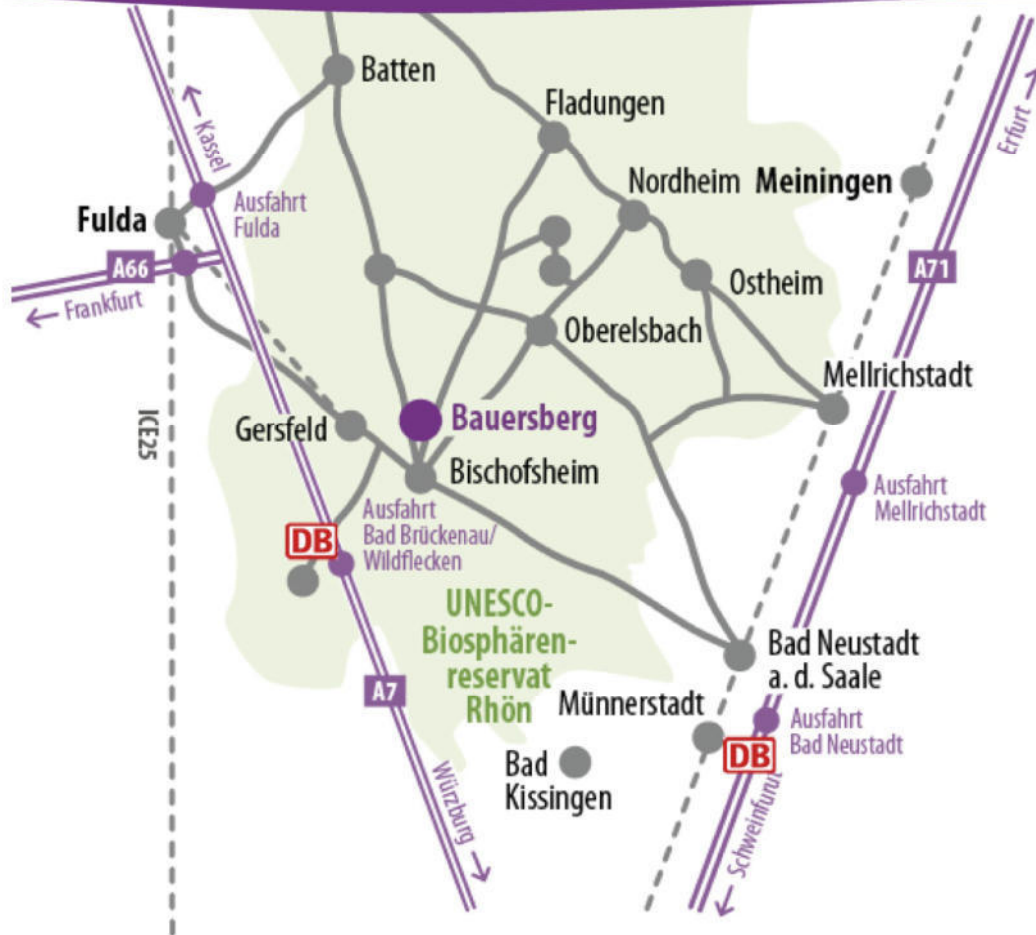 Batten
Fladungen
Kassel
Erfurt
Nordheim
Meiningen
Ausfahrt
Fulda
Fulda
A66
A71
Frankfurt
Ostheim
Oberelsbach
Mellrichstadt
ICE25
Gersfeld
Bauersberg
Bischofsheim
Ausfahrt
Mellrichstadt
Ausfahrt
Bad Brückenau/
Wildflecken
DB
UNESCO-
Biosphären-
reservat
Rhön
Bad Neustadt
a. d. Saale
A7
Münnerstadt
Ausfahrt
Bad Neustadt
DB
Bad
Kissingen
Würzburg
Schweinfurut